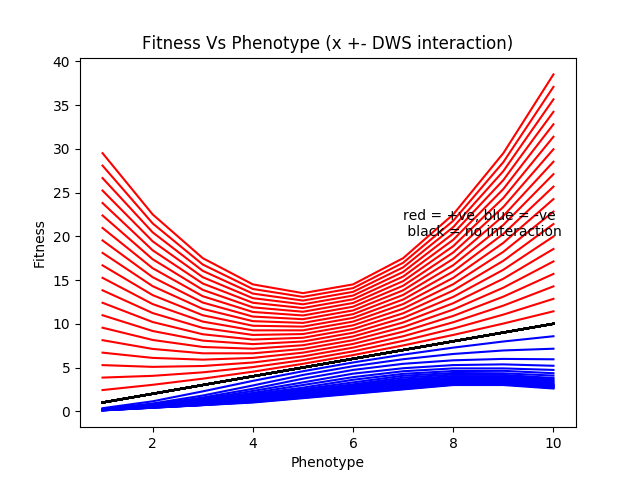 Fitness Vs Phenotype (x +- DWS interaction)
40
35
30
25
20
15
10
5
0
Fitness
red = +ve, blue = -ve
black = no interaction
2 4 6 8 10
Phenotype